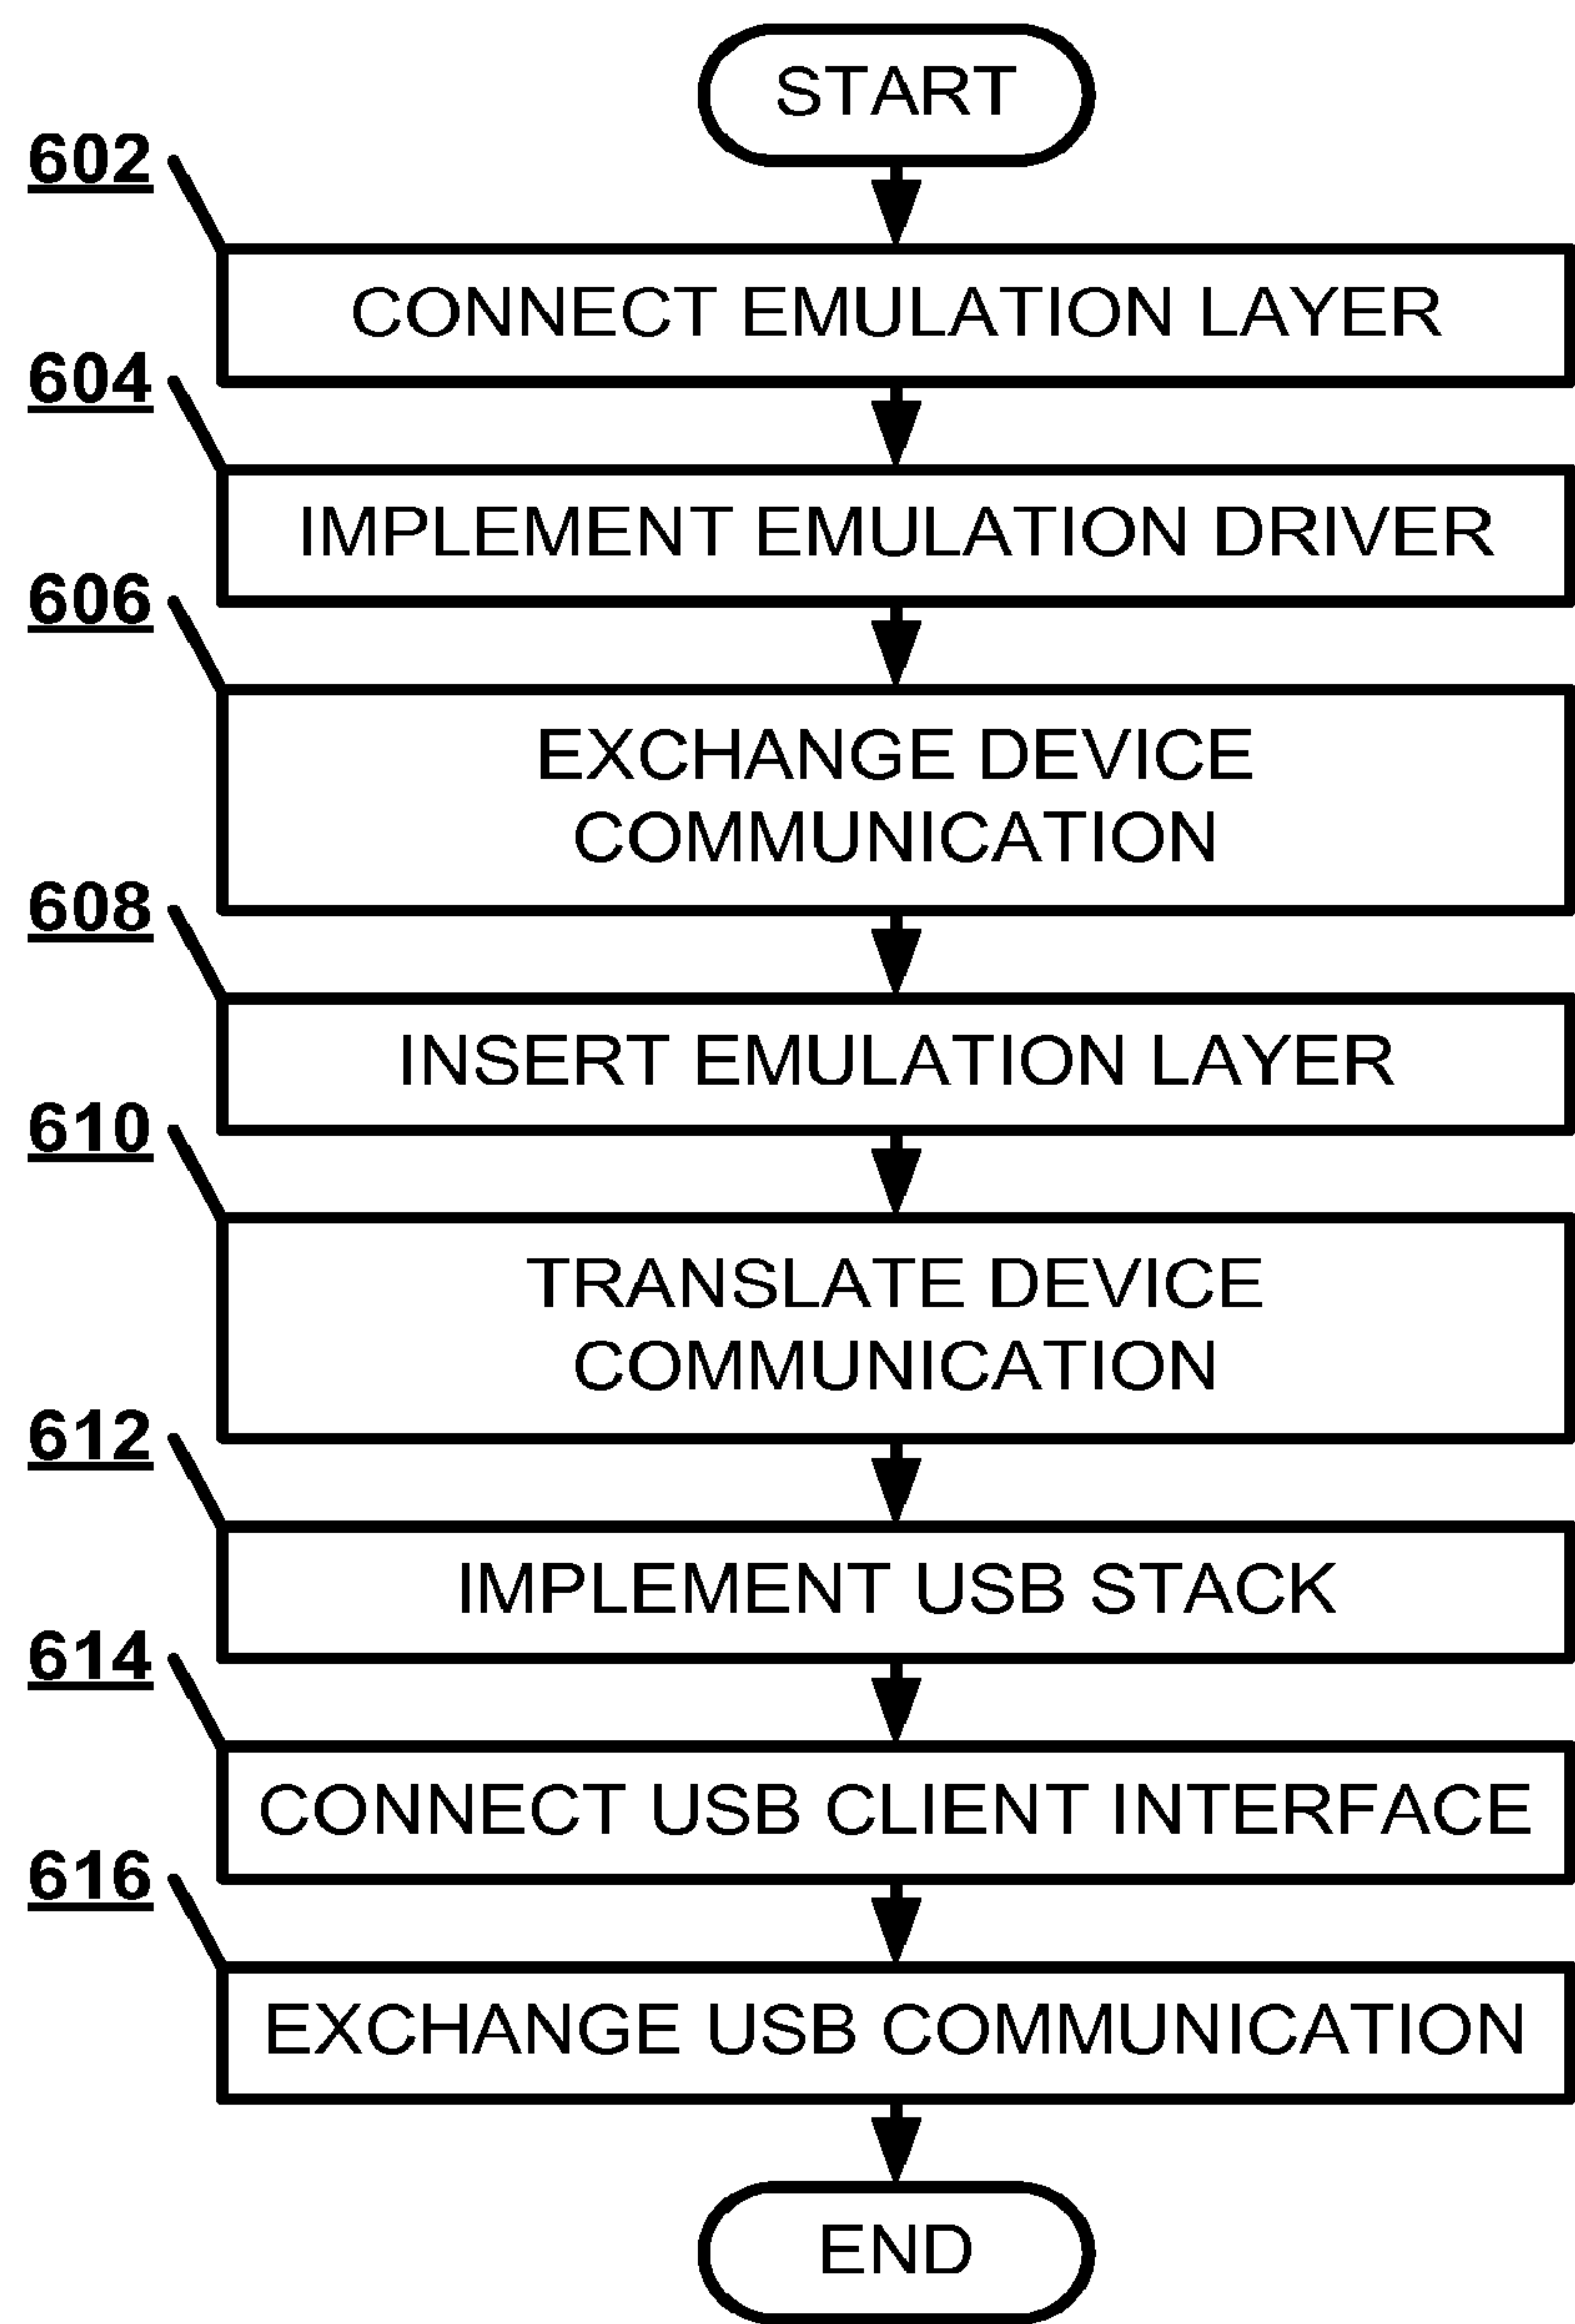 START
602
CONNECT EMULATION LAYER
604
IMPLEMENT EMULATION DRIVER
606
EXCHANGE DEVICE
COMMUNICATION
608
INSERT EMULATION LAYER
610
TRANSLATE DEVICE
COMMUNICATION
612
IMPLEMENT USB STACK
614
CONNECT USB CLIENT INTERFACE
616
EXCHANGE USB COMMUNICATION
END